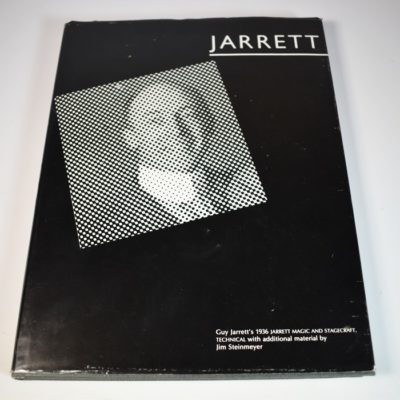 JARRETT
Guy Jarrett's 1936 JARRETT MAGIC AND STAGECRAFT,
TECHNICAL with additional material by
Jim Steinmeyer